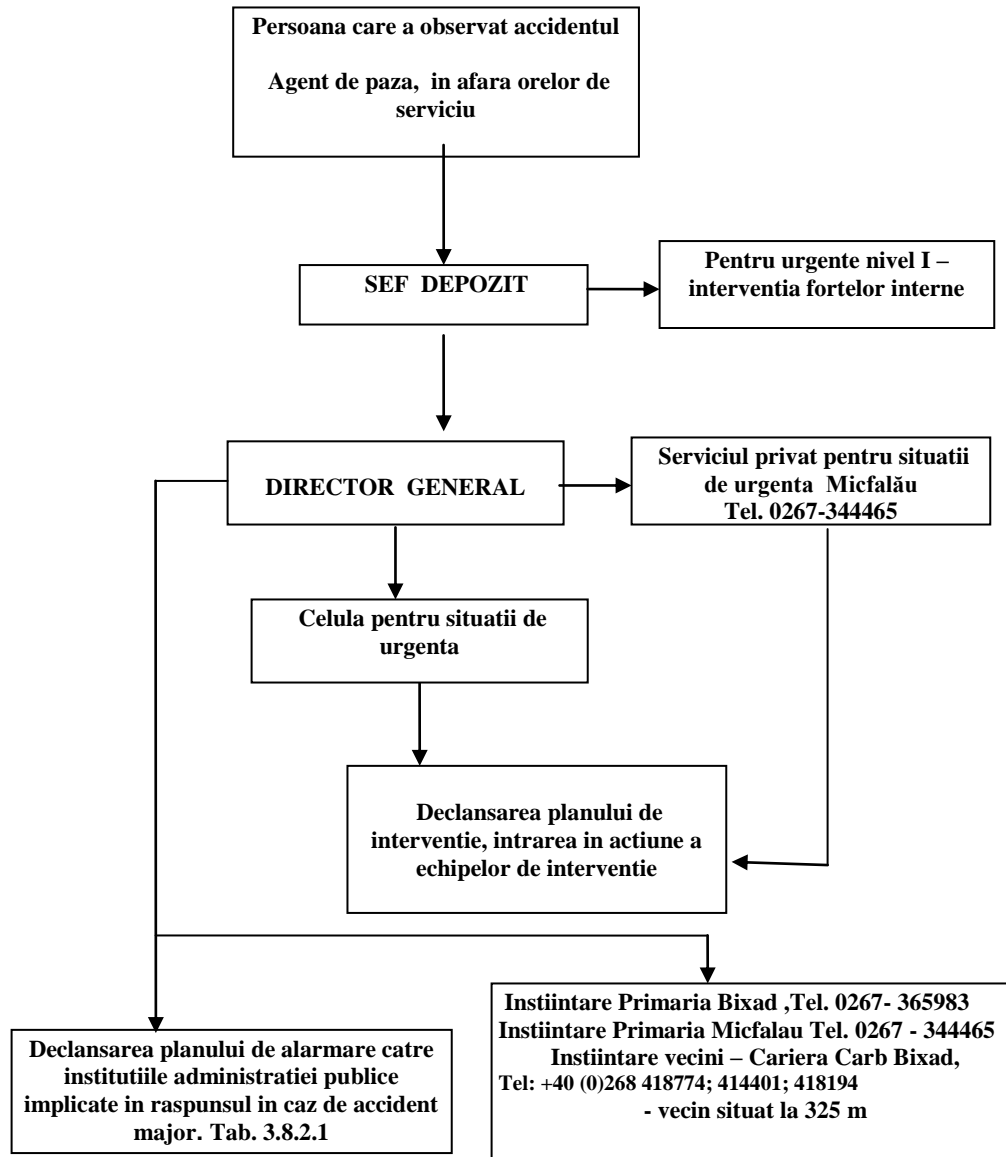 Persoana care a observat accidentul
Agent de paza, in afara orelor de
serviciu
SEF DEPOZIT
Pentru urgente nivel I –
interventia fortelor interne
DIRECTOR GENERAL
Serviciul privat pentru situatii
de urgenta Micfalău
Tel. 0267-344465
Celula pentru situatii de
urgenta
Declansarea planului de
interventie, intrarea in actiune a
echipelor de interventie
Declansarea planului de alarmare catre
institutiile administratiei publice
implicate in raspunsul in caz de accident
major. Tab. 3.8.2.1
Instiintare Primaria Bixad ,Tel. 0267- 365983
Instiintare Primaria Micfalau Tel. 0267 - 344465
Instiintare vecini – Cariera Carb Bixad,
Tel: +40 (0)268 418774; 414401; 418194
- vecin situat la 325 m